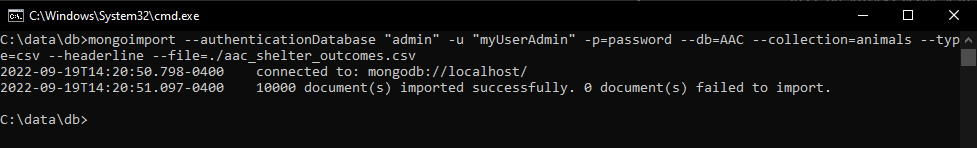 C:\Windows\System32\cmd.exe
C:\data\db>mongoimport --authenticationDatabase "admin" -u "myUserAdmin" -p=password --db=AAC --collection=animals --typ
e=csv --headerline --file=./aac_shelter_outcomes.csv
2022-09-19T14:20:50.798-0400    connected to: mongodb://localhost/
2022-09-19T14:20:51.097-0400    10000 document(s) imported successfully. 0 document(s) failed to import.
C:\data\db>